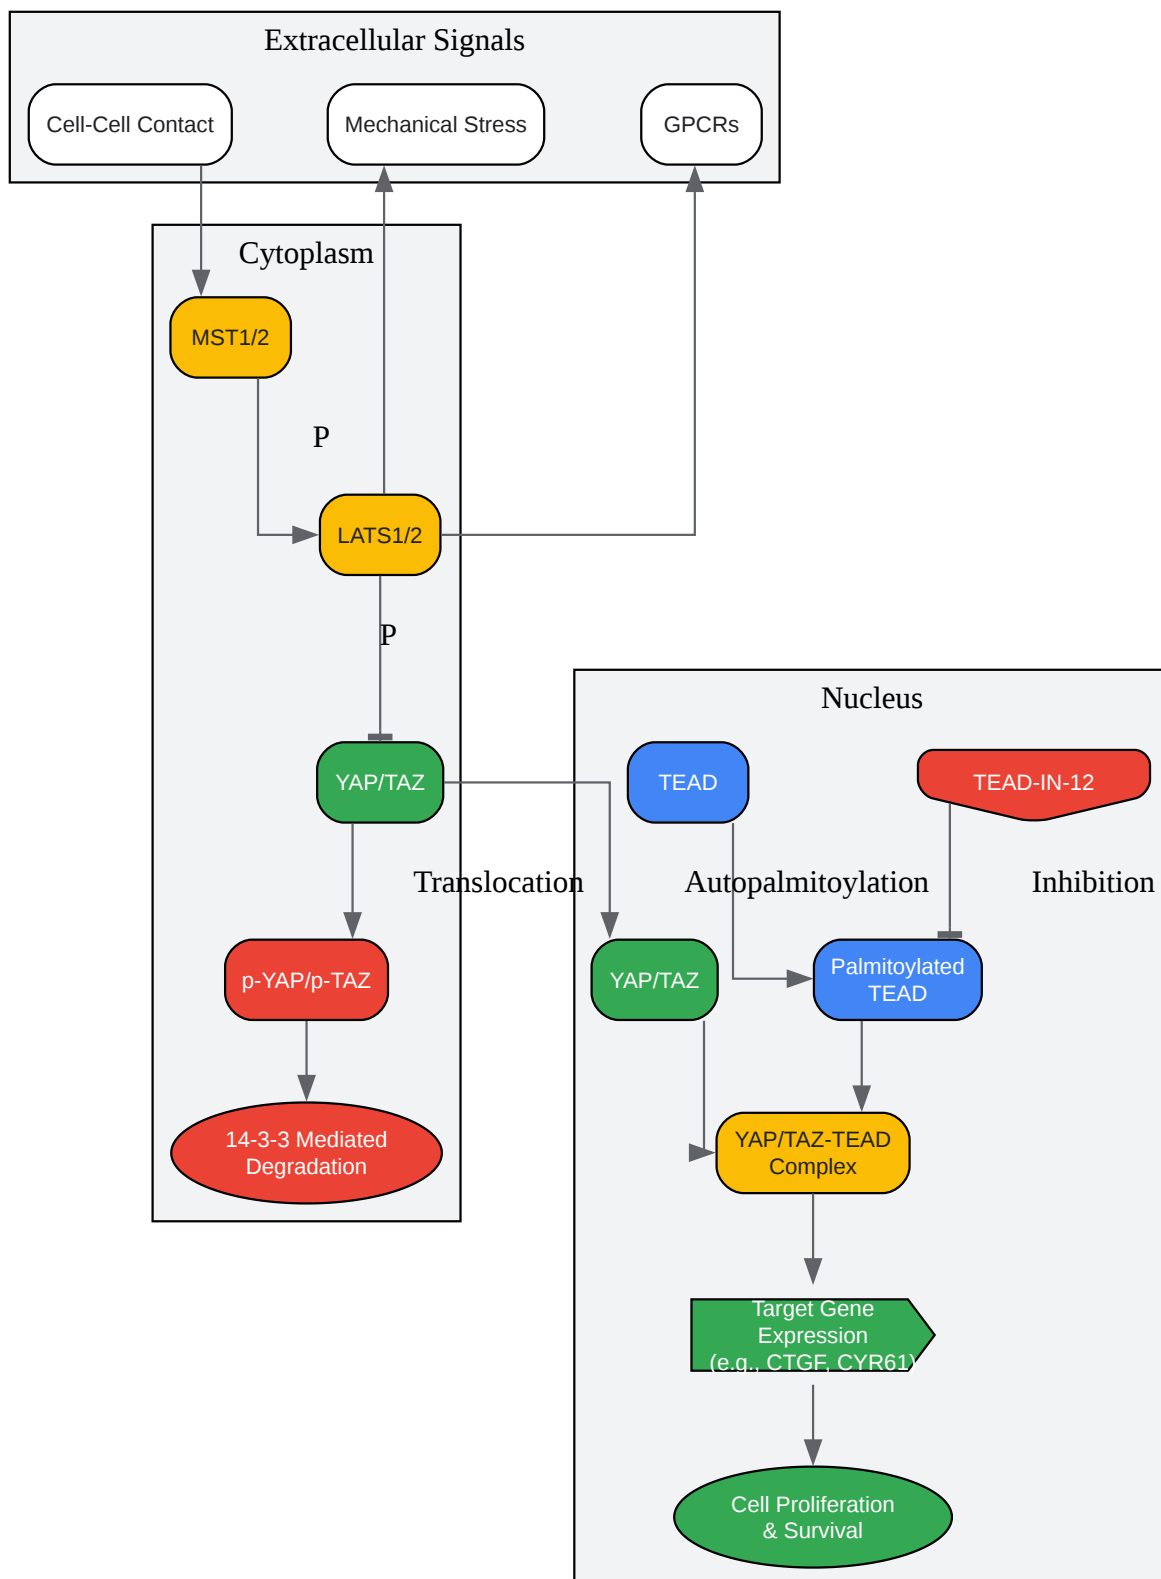 Extracellular Signals
Cell-Cell Contact
Mechanical Stress
GPCRs
Cytoplasm
MST1/2
P
LATS1/2
P
Nucleus
YAP/TAZ
TEAD
TEAD-IN-12
Translocation
Autopalmitoylation
Inhibition
p-YAP/p-TAZ
YAP/TAZ
Palmitoylated
TEAD
14-3-3 Mediated
Degradation
YAP/TAZ-TEAD
Complex
Target Gene
Expression
(e.g., CTGF, CYR61)
Cell Proliferation
& Survival